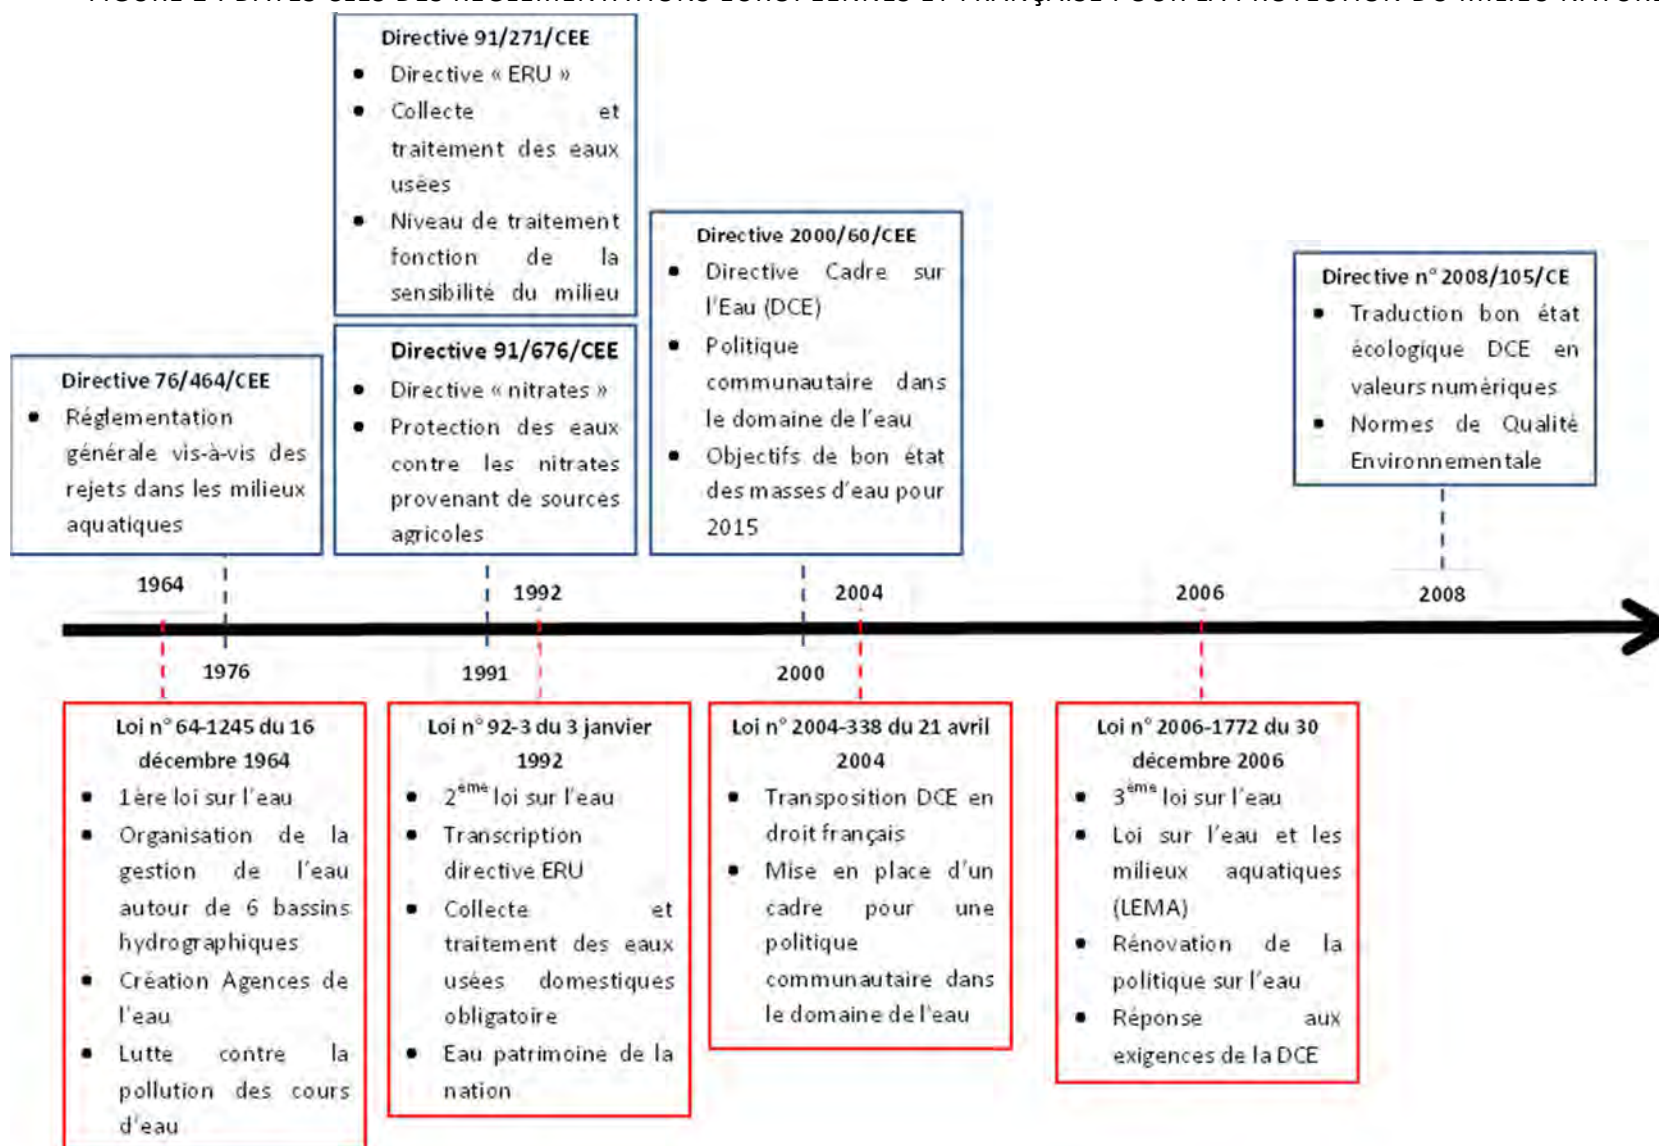 Directive 91/271/CEE
• Directive « ERU »
• Collecte et
traitement des eaux
usées
• Niveau de traitement
fonction de la
sensibilité du milieu
Directive 91/676/CEE
• Directive « nitrates »
• Protection des eaux
contre les nitrates
provenant de sources
agricoles
Directive 76/464/CEE
• Réglementation
générale vis-à-vis des
rejets dans les milieux
aquatiques
Directive 2000/60/CEE
• Directive Cadre sur
l'Eau (DCE)
• Politique
communautaire dans
le domaine de l'eau
• Objectifs de bon état
des masses d'eau pour
2015
Directive n° 2008/105/CE
• Traduction bon état
écologique DCE en
valeurs numériques
• Normes de Qualité
Environnementale
1964
1992
2004
2006
2008
1976
1991
2000
Loi n° 64-1245 du 16
décembre 1964
• 1ère loi sur l'eau
• Organisation de la
gestion de l'eau
autour de 6 bassins
hydrographiques
• Création Agences de
l'eau
• Lutte contre la
pollution des cours
d'eau
Loi n° 92-3 du 3 janvier
1992
• 2ème loi sur l'eau
• Transcription
directive ERU
• Collecte et
traitement des eaux
usées domestiques
obligatoire
• Eau patrimoine de la
nation
Loi n° 2004-338 du 21 avril
2004
• Transposition DCE en
droit français
• Mise en place d'un
cadre pour une
politique
communautaire dans
le domaine de l'eau
Loi n° 2006-1772 du 30
décembre 2006
• 3ème loi sur l'eau
• Loi sur l'eau et les
milieux aquatiques
(LEMA)
• Rénovation de la
politique sur l'eau
• Réponse aux
exigences de la DCE